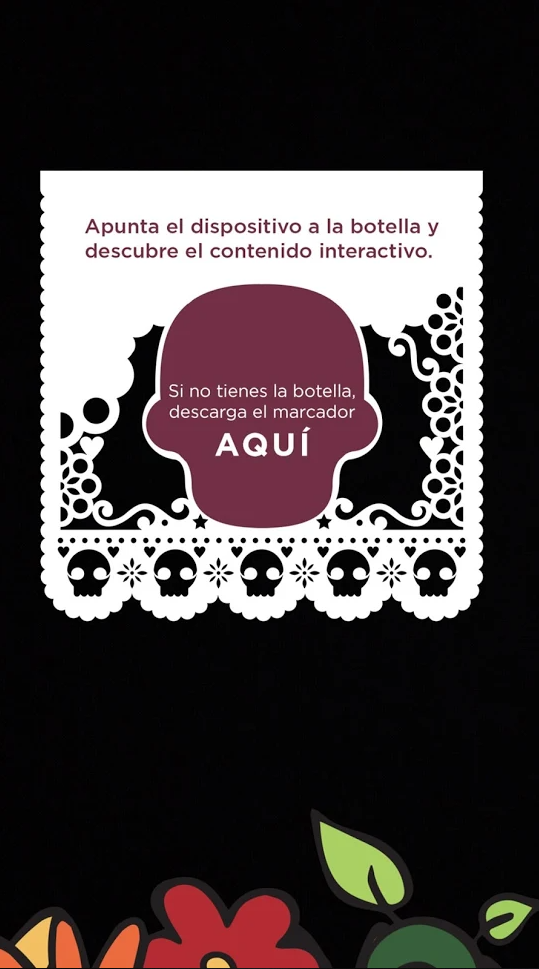 Apunta el dispositivo a la botella y
descubre el contenido interactivo.
Si no tienes la botella,
descarga el marcador
AQUÍ